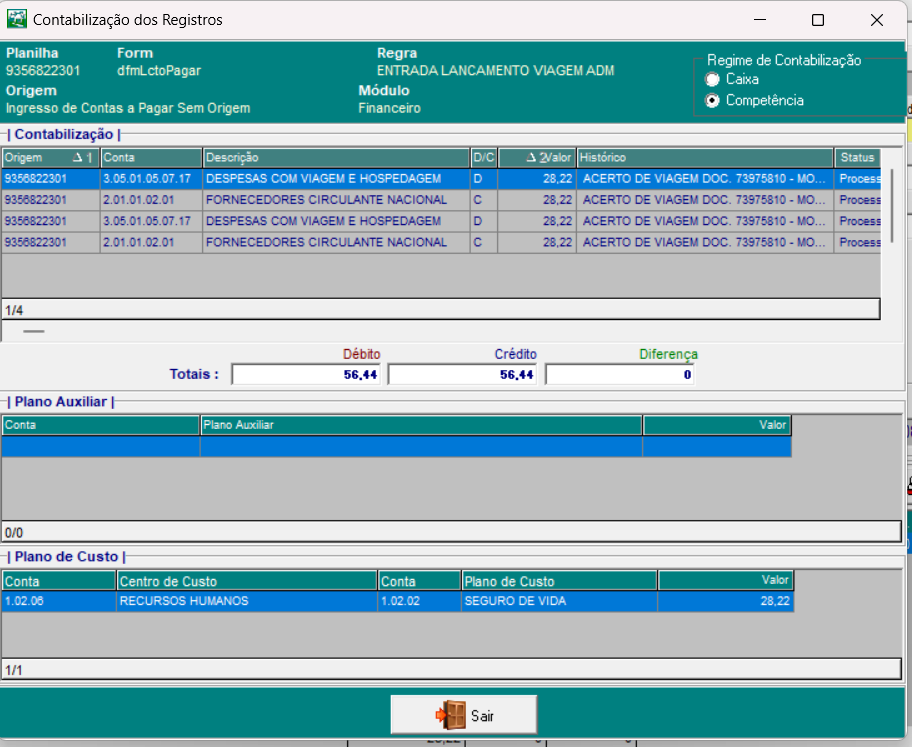 Contabilização dos Registros
Planilha Form Regra
9356822301 dfmLctoPagar ENTRADA LANCAMENTO VIAGEM ADM
Origem Módulo
Ingresso de Contas a Pagar Sem Origem Financeiro
Regime de Contabilização
Caixa
Competência
| Contabilização |
Origem 1 Conta Descrição D/C 2 Valor Histórico Status
9356822301 3.05.01.05.07.17 DESPESAS COM VIAGEM E HOSPEDAGEM D 28,22 ACERTO DE VIAGEM DOC. 73975810 - MO... Process
9356822301 2.01.01.02.01 FORNECEDORES CIRCULANTE NACIONAL C 28,22 ACERTO DE VIAGEM DOC. 73975810 - MO... Process
9356822301 3.05.01.05.07.17 DESPESAS COM VIAGEM E HOSPEDAGEM D 28,22 ACERTO DE VIAGEM DOC. 73975810 - MO... Process
9356822301 2.01.01.02.01 FORNECEDORES CIRCULANTE NACIONAL C 28,22 ACERTO DE VIAGEM DOC. 73975810 - MO... Process
1/4
Débito Crédito Diferença
Totais : 56,44 56,44 0
| Plano Auxiliar |
Conta Plano Auxiliar Valor
0/0
| Plano de Custo |
Conta Centro de Custo Conta Plano de Custo Valor
1.02.06 RECURSOS HUMANOS 1.02.02 SEGURO DE VIDA 28,22
1/1
Sair